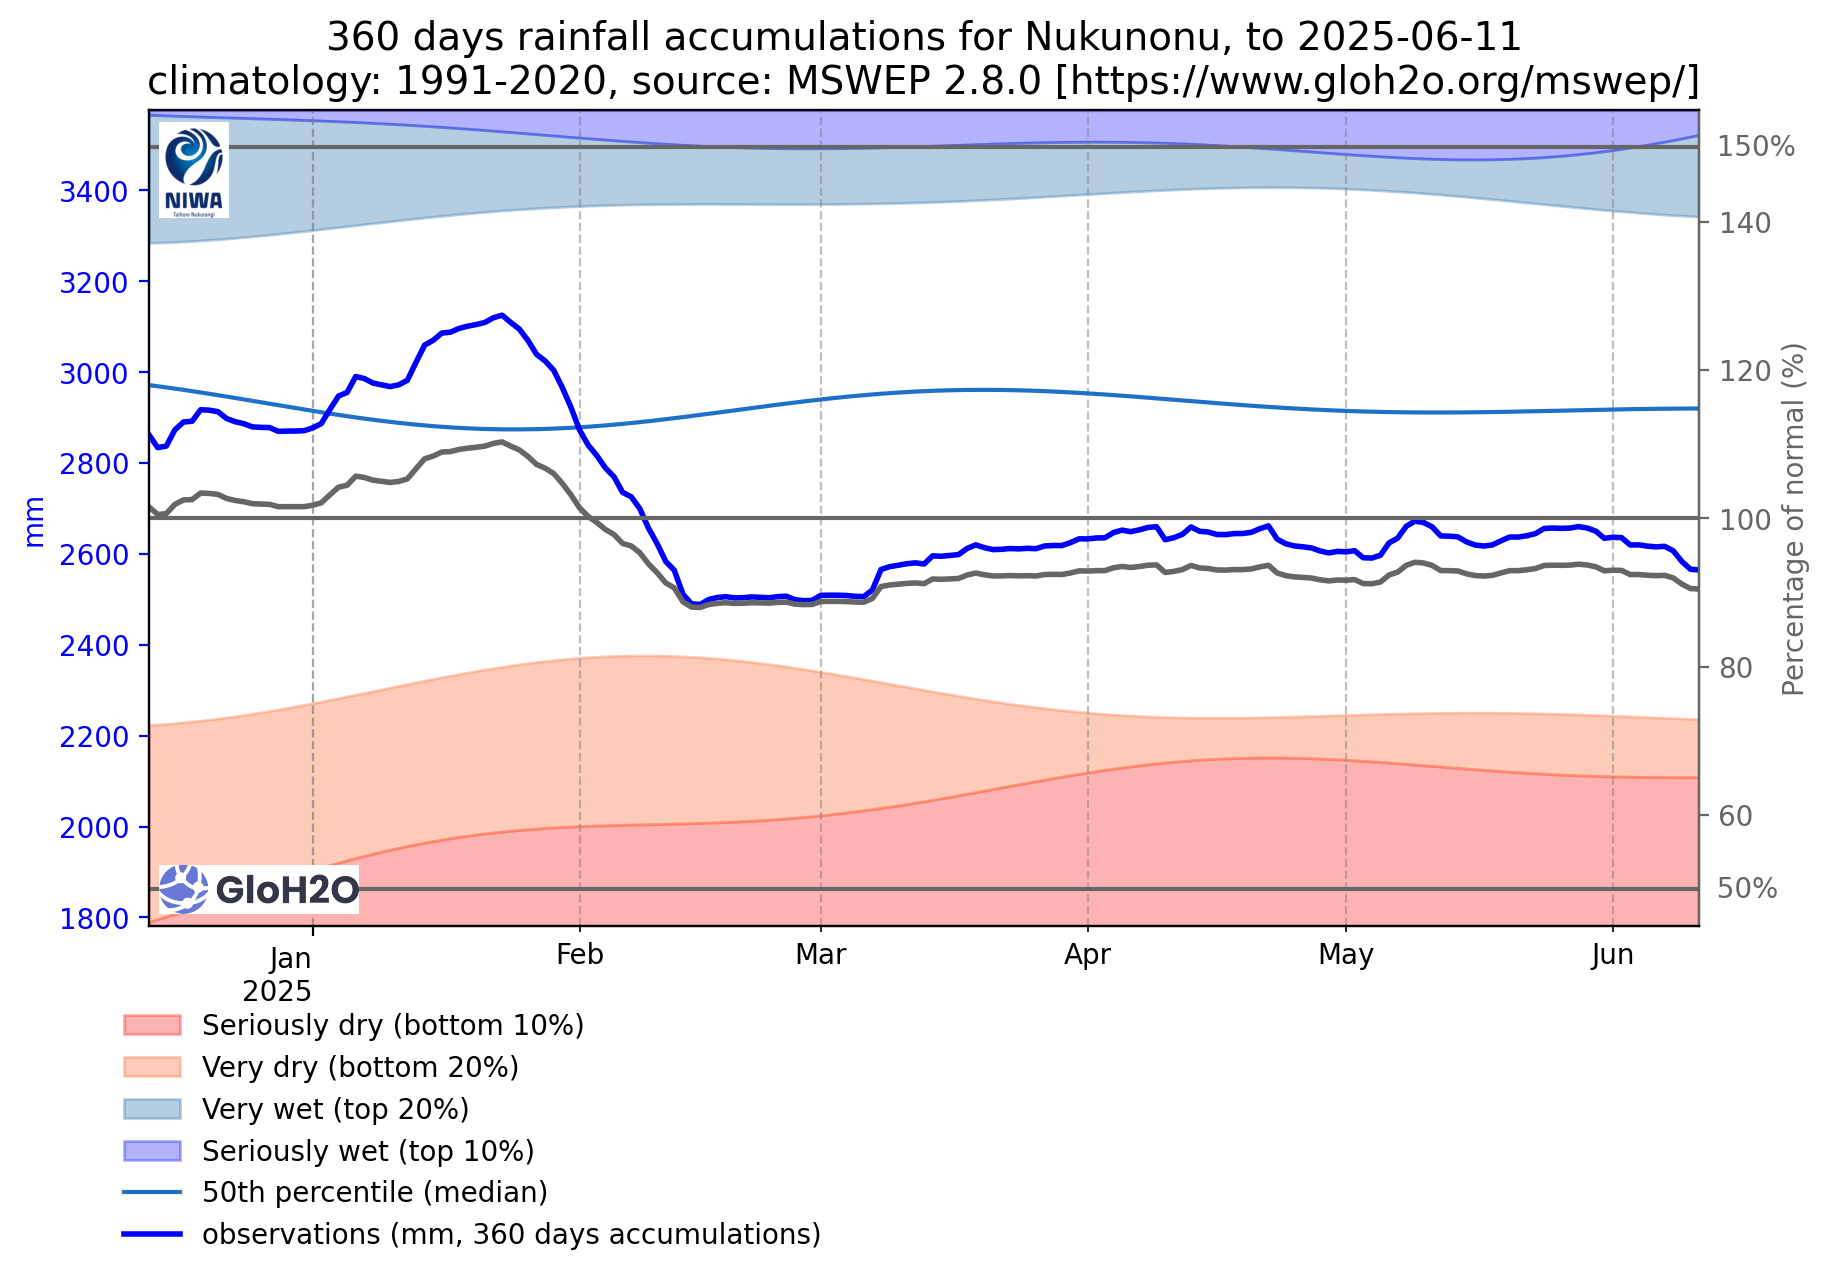 360 days rainfall accumulations for Nukunonu, to 2025-06-11
climatology: 1991-2020, source: MSWEP 2.8.0 [https://www.gloh2o.org/mswep/]
NIWA
Taihoro Nukurangi
mm
3400
3200
3000
2800
2600
2400
2200
2000
1800
150%
140
120
100
80
60
50%
Percentage of normal (%)
GloH2O
Jan
2025
Feb
Mar
Apr
May
Jun
Seriously dry (bottom 10%)
Very dry (bottom 20%)
Very wet (top 20%)
Seriously wet (top 10%)
50th percentile (median)
observations (mm, 360 days accumulations)